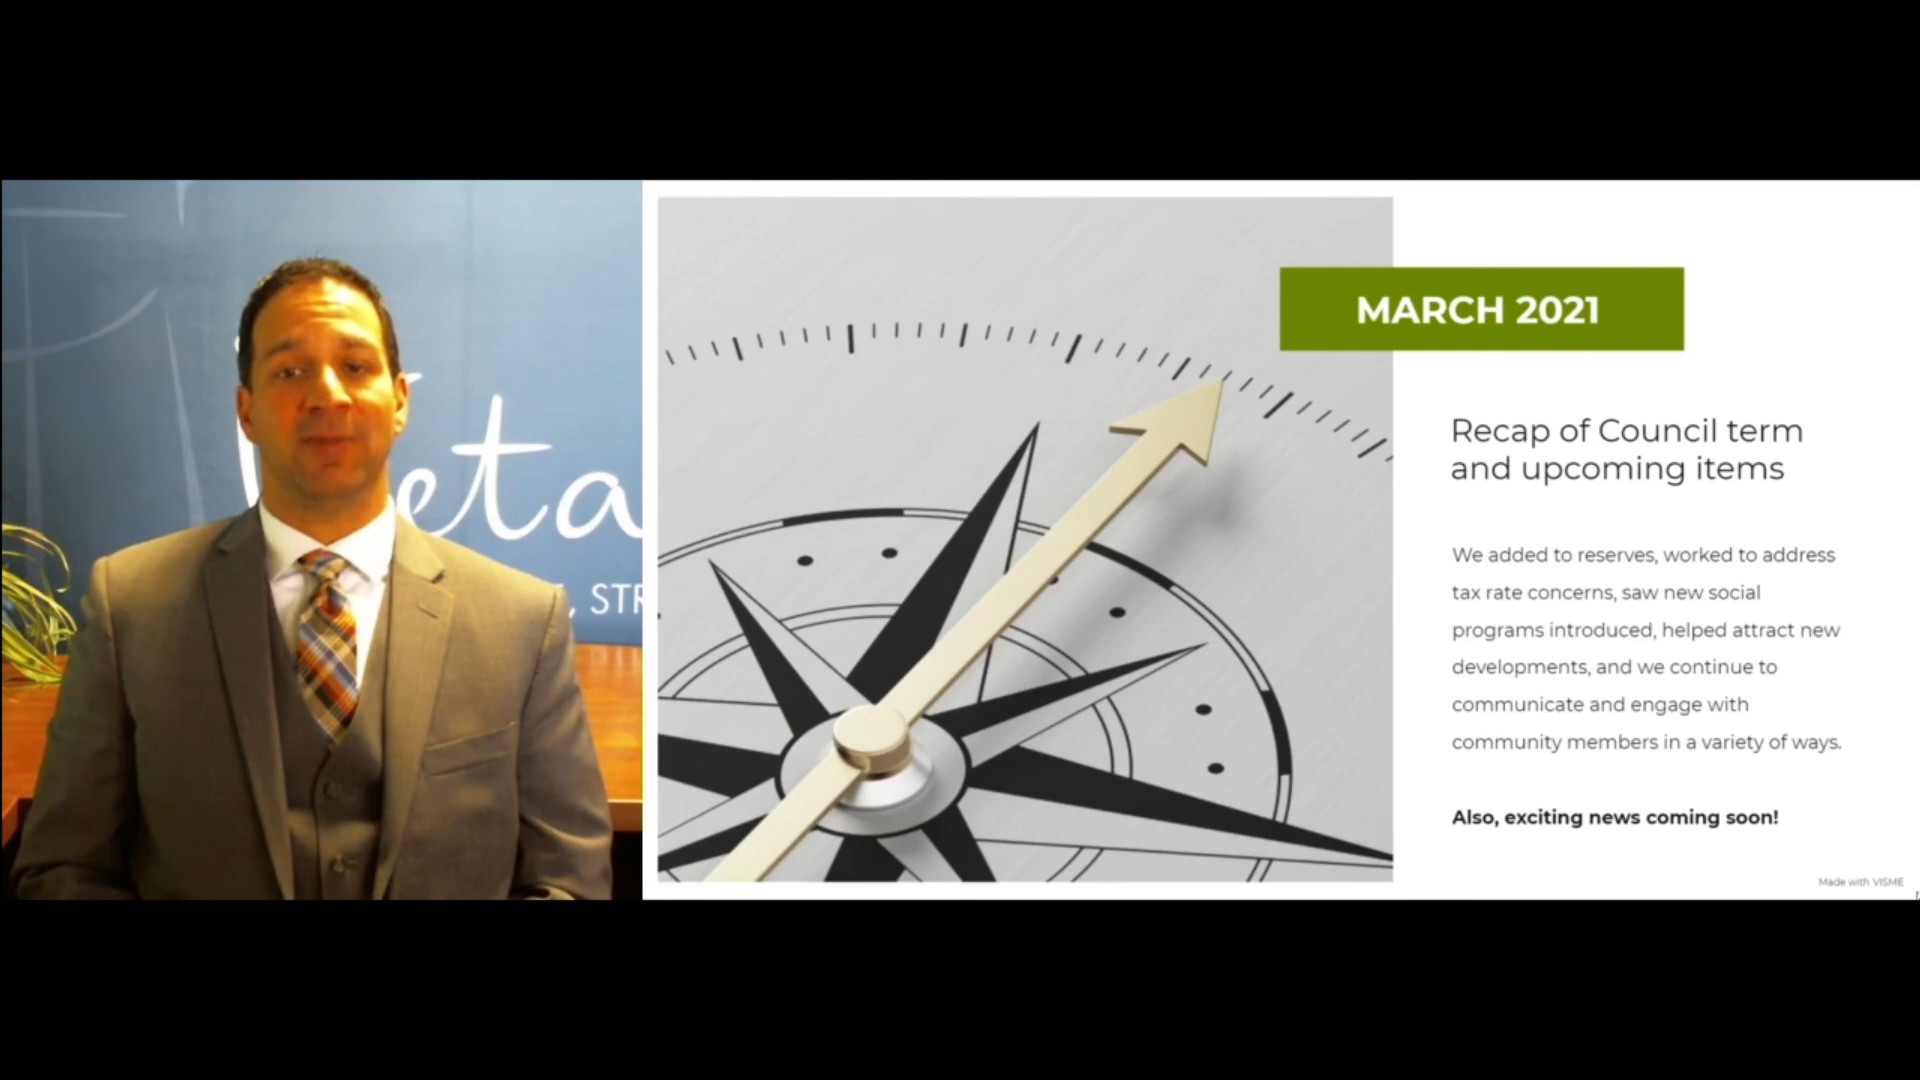 eta
, STR
MARCH 2021
Recap of Council term
and upcoming items
We added to reserves, worked to address
tax rate concerns, saw new social
programs introduced, helped attract new
developments, and we continue to
communicate and engage with
community members in a variety of ways.
Also, exciting news coming soon!
Made with VISME